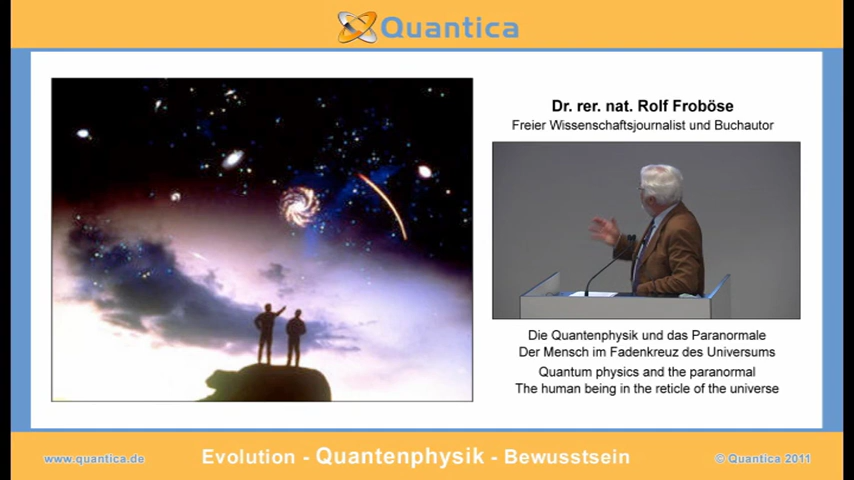 Quantica
Dr. rer. nat. Rolf Froböse
Freier Wissenschaftsjournalist und Buchautor
Die Quantenphysik und das Paranormale
Der Mensch im Fadenkreuz des Universums
Quantum physics and the paranormal
The human being in the reticle of the universe
www.quantica.de
Evolution - Quantenphysik - Bewusstsein
© Quantica 2011